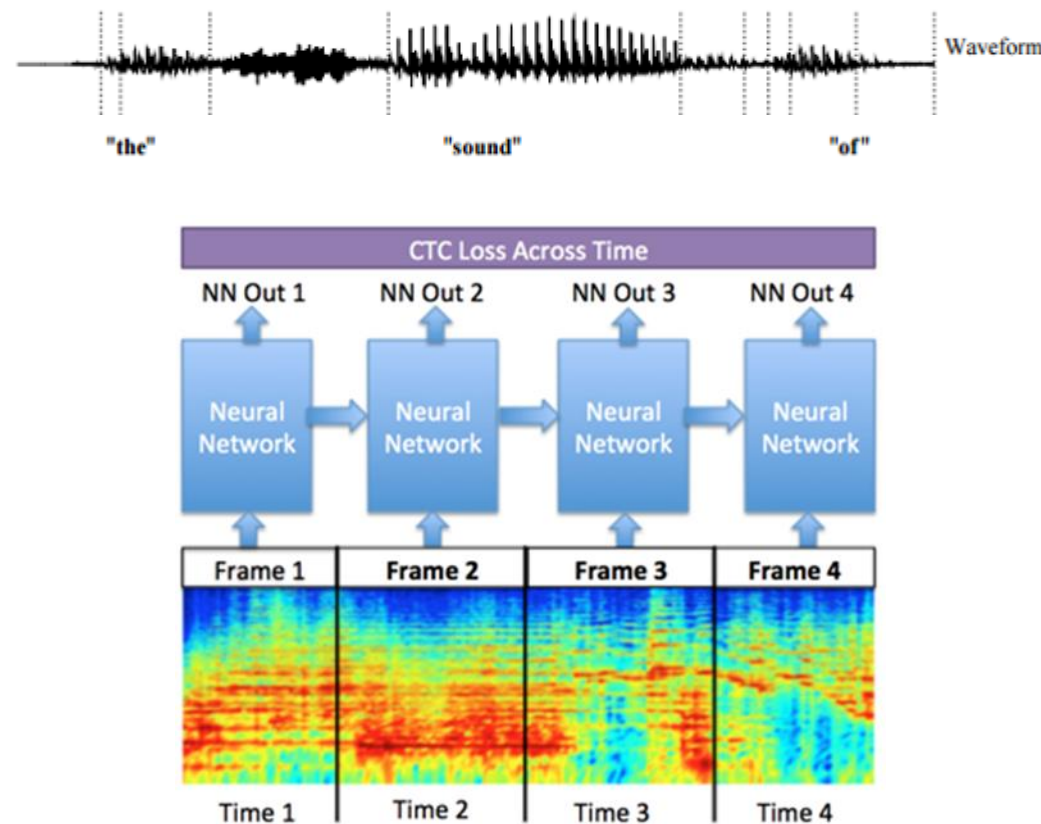 Waveform
"the" "sound" "of"
CTC Loss Across Time
NN Out 1 NN Out 2 NN Out 3 NN Out 4
Neural Neural Neural Neural
Network Network Network Network
Frame 1 Frame 2 Frame 3 Frame 4
Time 1 Time 2 Time 3 Time 4